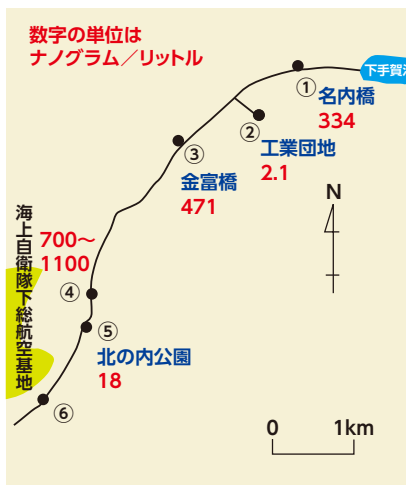 数字の単位は
ナノグラム／リットル
下手賀沼
①
名内橋
334
②
工業団地
2.1
③
金富橋
471
N
海上自衛隊下総航空基地
700〜
1100
④
⑤
北の内公園
18
⑥
0 1km